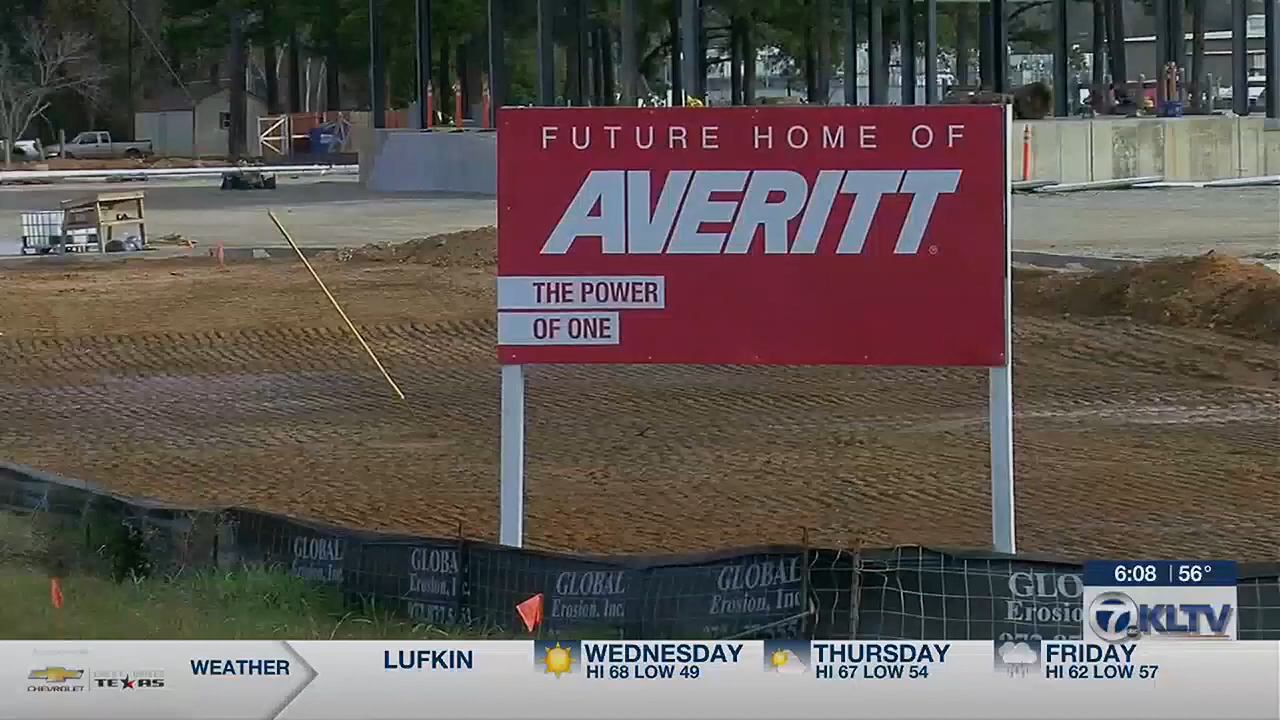 FUTURE HOME OF
AVERITT®
THE POWER
OF ONE
GLOBAL
GLOBA
Erosion, I
GLOBAL
Erosion, Inc.
GLOBAL
Erosion, Inc
GLO
Erosio
6:08 | 56°
7 KLTV
CHEVROLET
TEXAS
WEATHER
LUFKIN
WEDNESDAY
HI 68 LOW 49
THURSDAY
HI 67 LOW 54
FRIDAY
HI 62 LOW 57